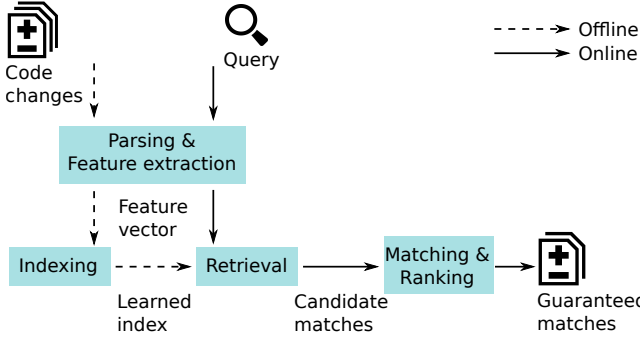 Code
changes
Query
Offline
Online
Parsing &
Feature extraction
Feature
vector
Indexing
Retrieval
Matching &
Ranking
Learned
index
Candidate
matches
Guaranteed
matches